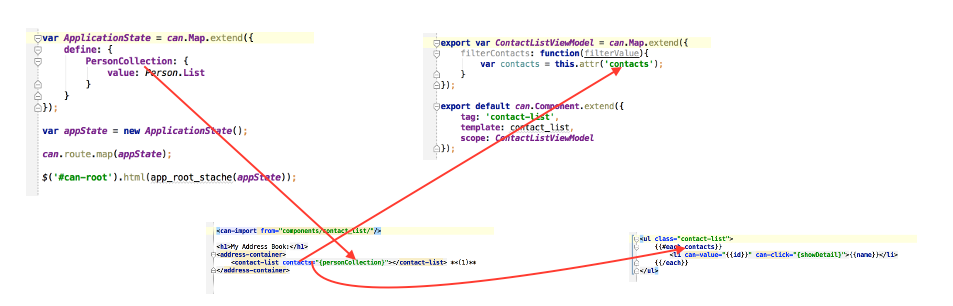 var ApplicationState = can.Map.extend({
define: {
PersonCollection: {
value: Person.List
}
}
});
var appState = new ApplicationState();
can.route.map(appState);
$('#can-root').html(app_root_stache(appState));
export var ContactListViewModel = can.Map.extend({
filterContacts: function(filterValue){
var contacts = this.attr('contacts');
}
});
export default can.Component.extend({
tag: 'contact-list',
template: contact_list,
scope: ContactListViewModel
});
<can-import from="components/contact_list/"/>
<h1>My Address Book:</h1>
<address-container>
<contact-list contacts="{personCollection}"></contact-list> **(1)**
</address-container>
<ul class="contact-list">
{{#each contacts}}
<li can-value="{{id}}" can-click="{showDetail}">{{name}}</li>
{{/each}}
</ul>